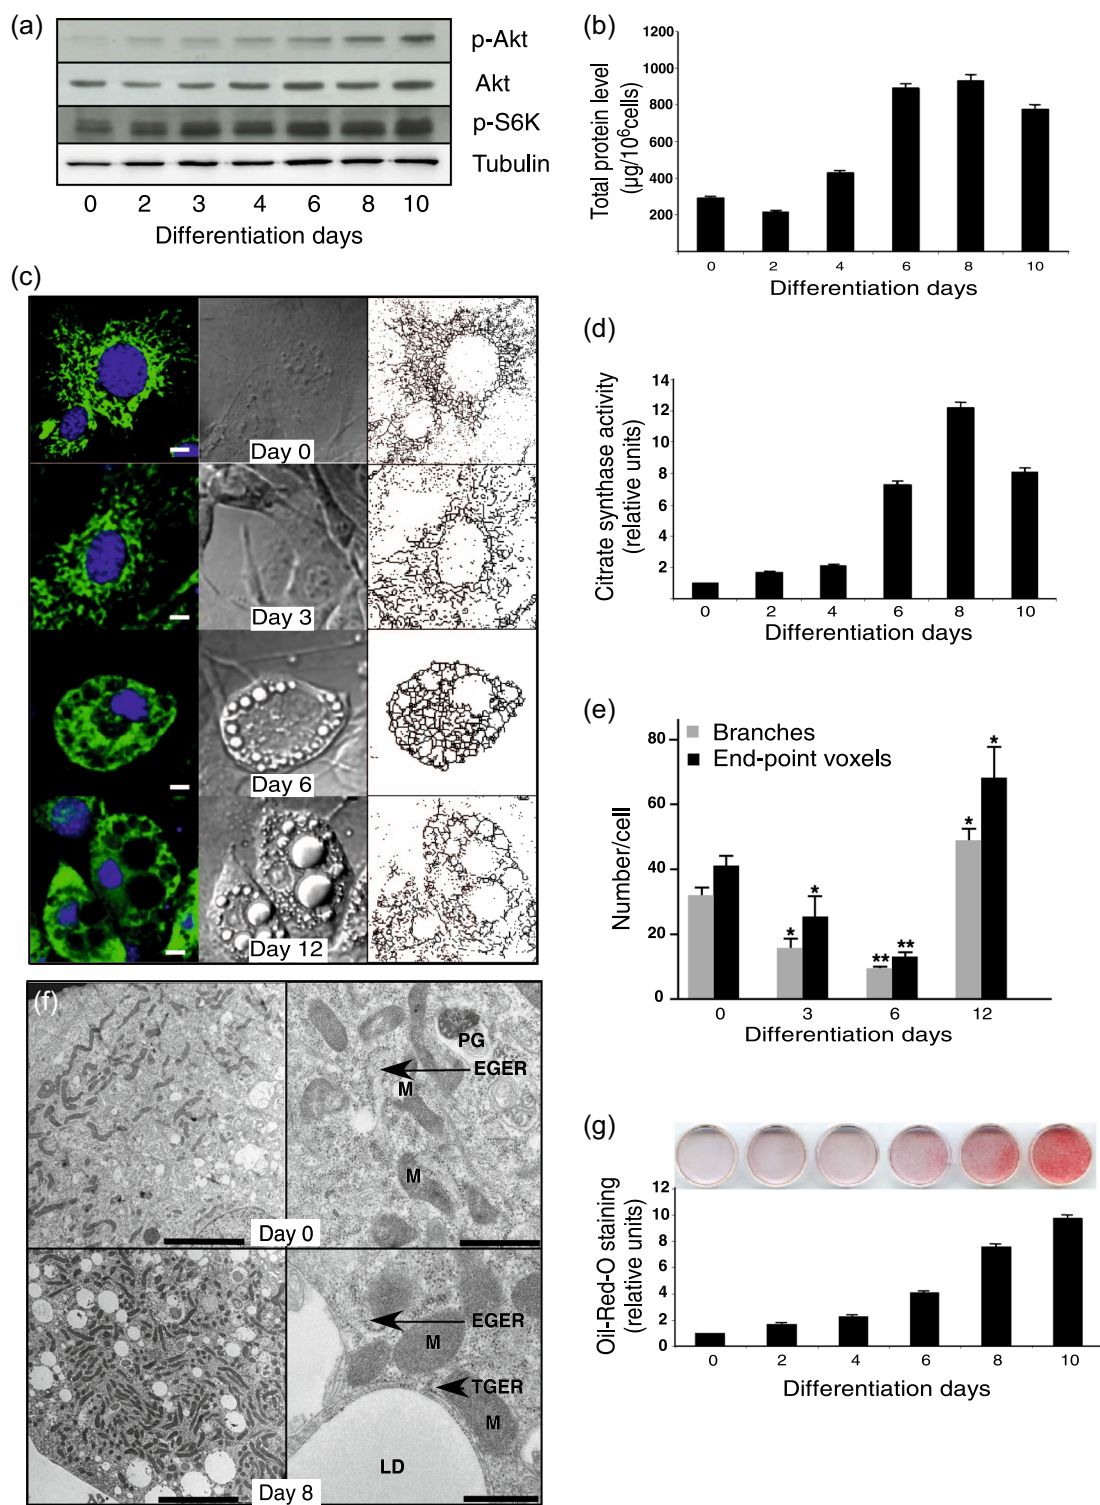 (a)
p-Akt
Akt
p-S6K
Tubulin
0 2 3 4 6 8 10
Differentiation days
(b)
Total protein level
(µg/10⁶cells)
1200
1000
800
600
400
200
0 2 4 6 8 10
Differentiation days
(c)
Day 0
Day 3
Day 6
Day 12
(d)
Citrate synthase activity
(relative units)
14
12
10
8
6
4
2
0 2 4 6 8 10
Differentiation days
(e)
Branches
End-point voxels
Number/cell
80
60
40
20
0
* * ** ** * *
0 3 6 12
Differentiation days
(f)
PG
EGER
M
M
Day 0
EGER
M
TGER
M
LD
Day 8
(g)
Oil-Red-O staining
(relative units)
12
10
8
6
4
2
0
0 2 4 6 8 10
Differentiation days